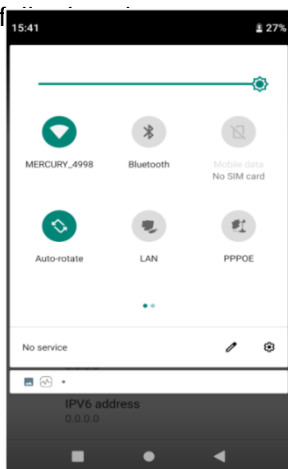 15:41
27%
MERCURY_4998
Bluetooth
Mobile data
No SIM card
Auto-rotate
LAN
PPPOE
No service
IPV6 address
0.0.0.0